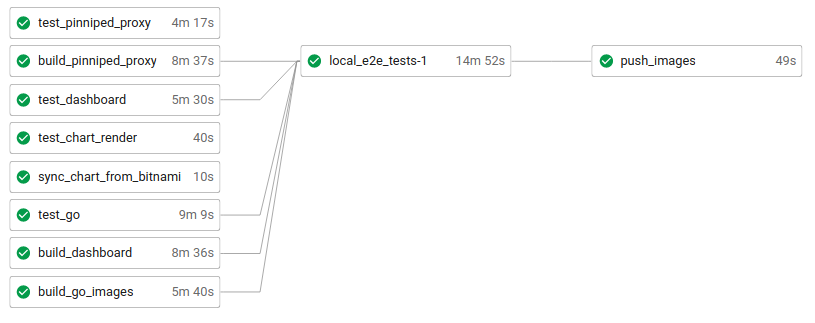 test_pinniped_proxy 4m 17s
build_pinniped_proxy 8m 37s
local_e2e_tests-1 14m 52s
push_images 49s
test_dashboard 5m 30s
test_chart_render 40s
sync_chart_from_bitnami 10s
test_go 9m 9s
build_dashboard 8m 36s
build_go_images 5m 40s